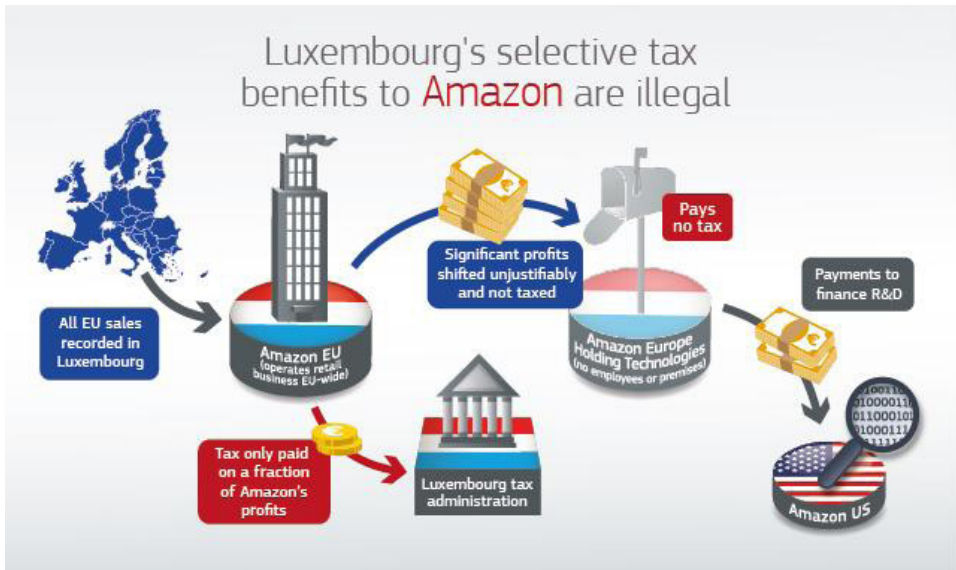 Luxembourg's selective tax
benefits to Amazon are illegal
All EU sales
recorded in
Luxembourg
Amazon EU
(operates retail
business EU-wide)
Significant profits
shifted unjustifiably
and not taxed
Pays
no tax
Amazon Europe
Holding Technologies
(no employees or premises)
Payments to
finance R&D
Tax only paid
on a fraction
of Amazon's
profits
€
Luxembourg tax
administration
€
010000110
011000101
Amazon US